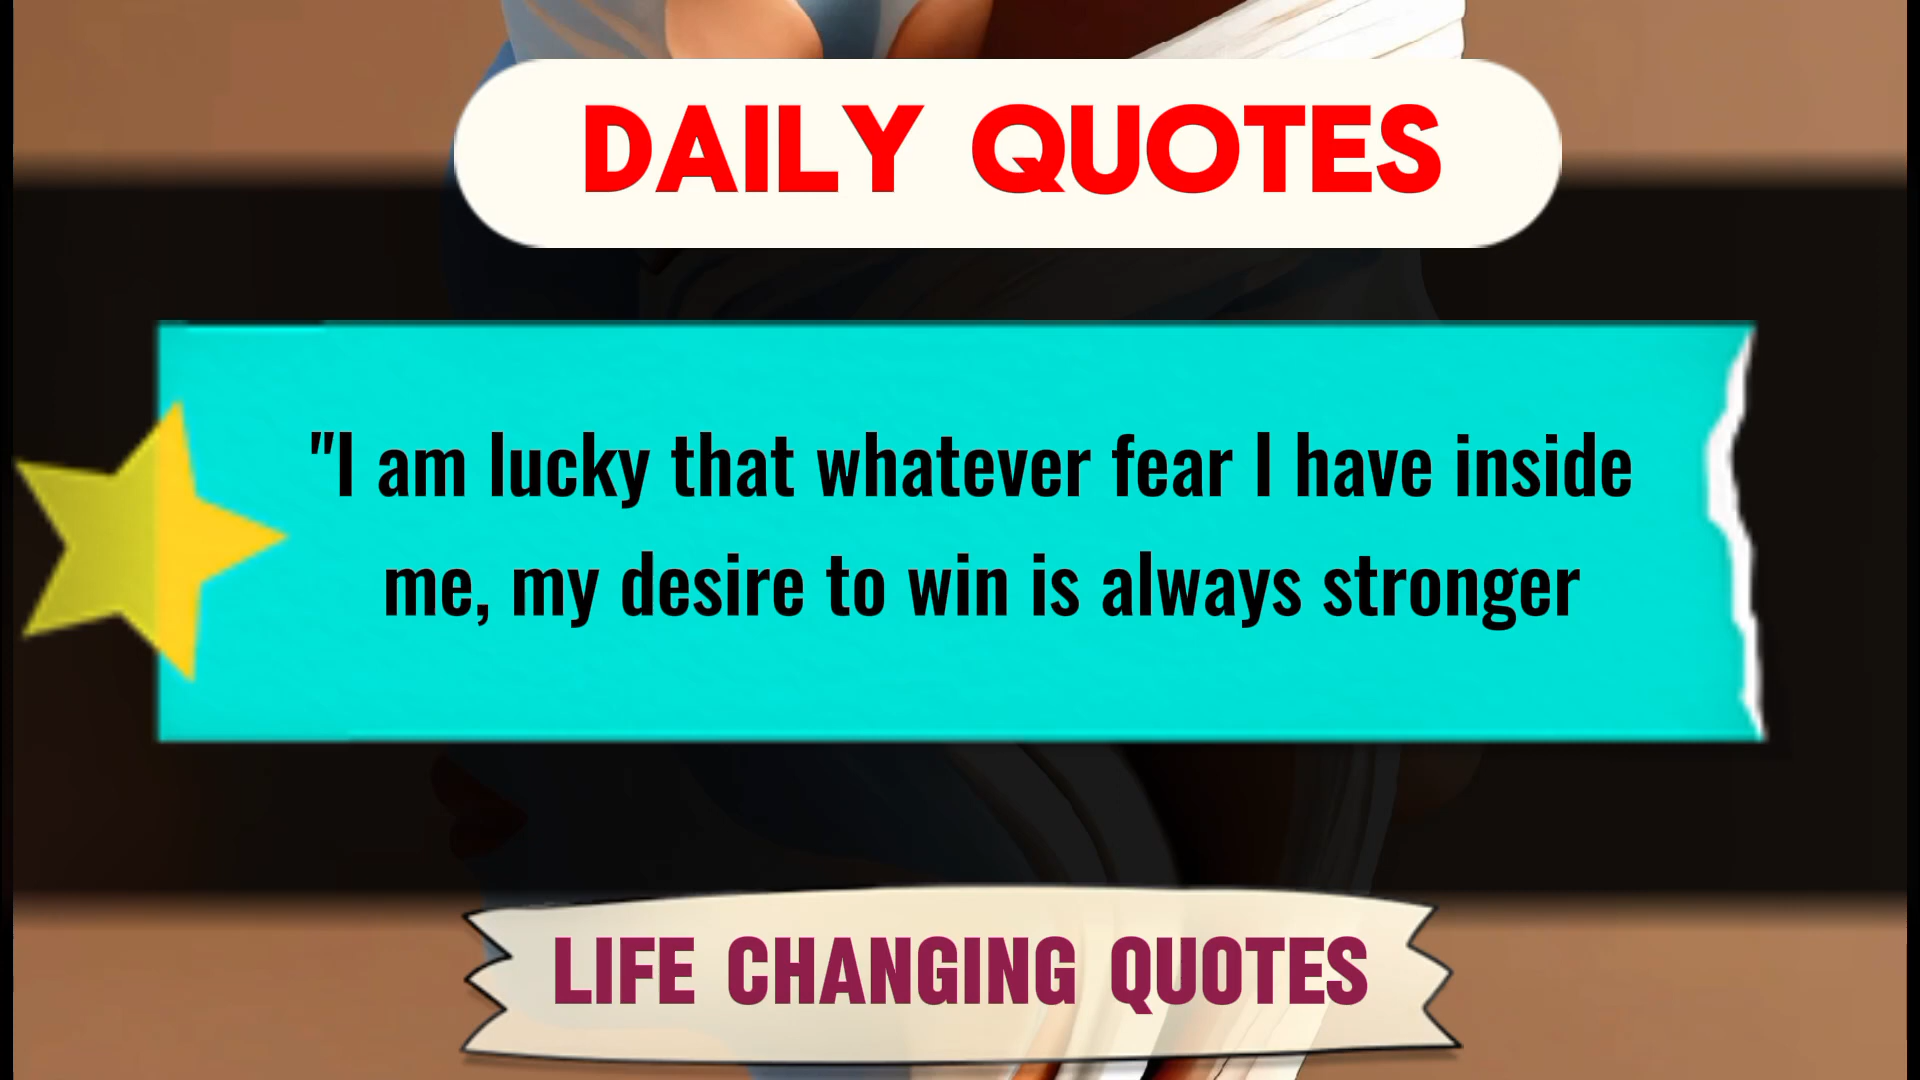 DAILY QUOTES
"I am lucky that whatever fear I have inside
me, my desire to win is always stronger
LIFE CHANGING QUOTES